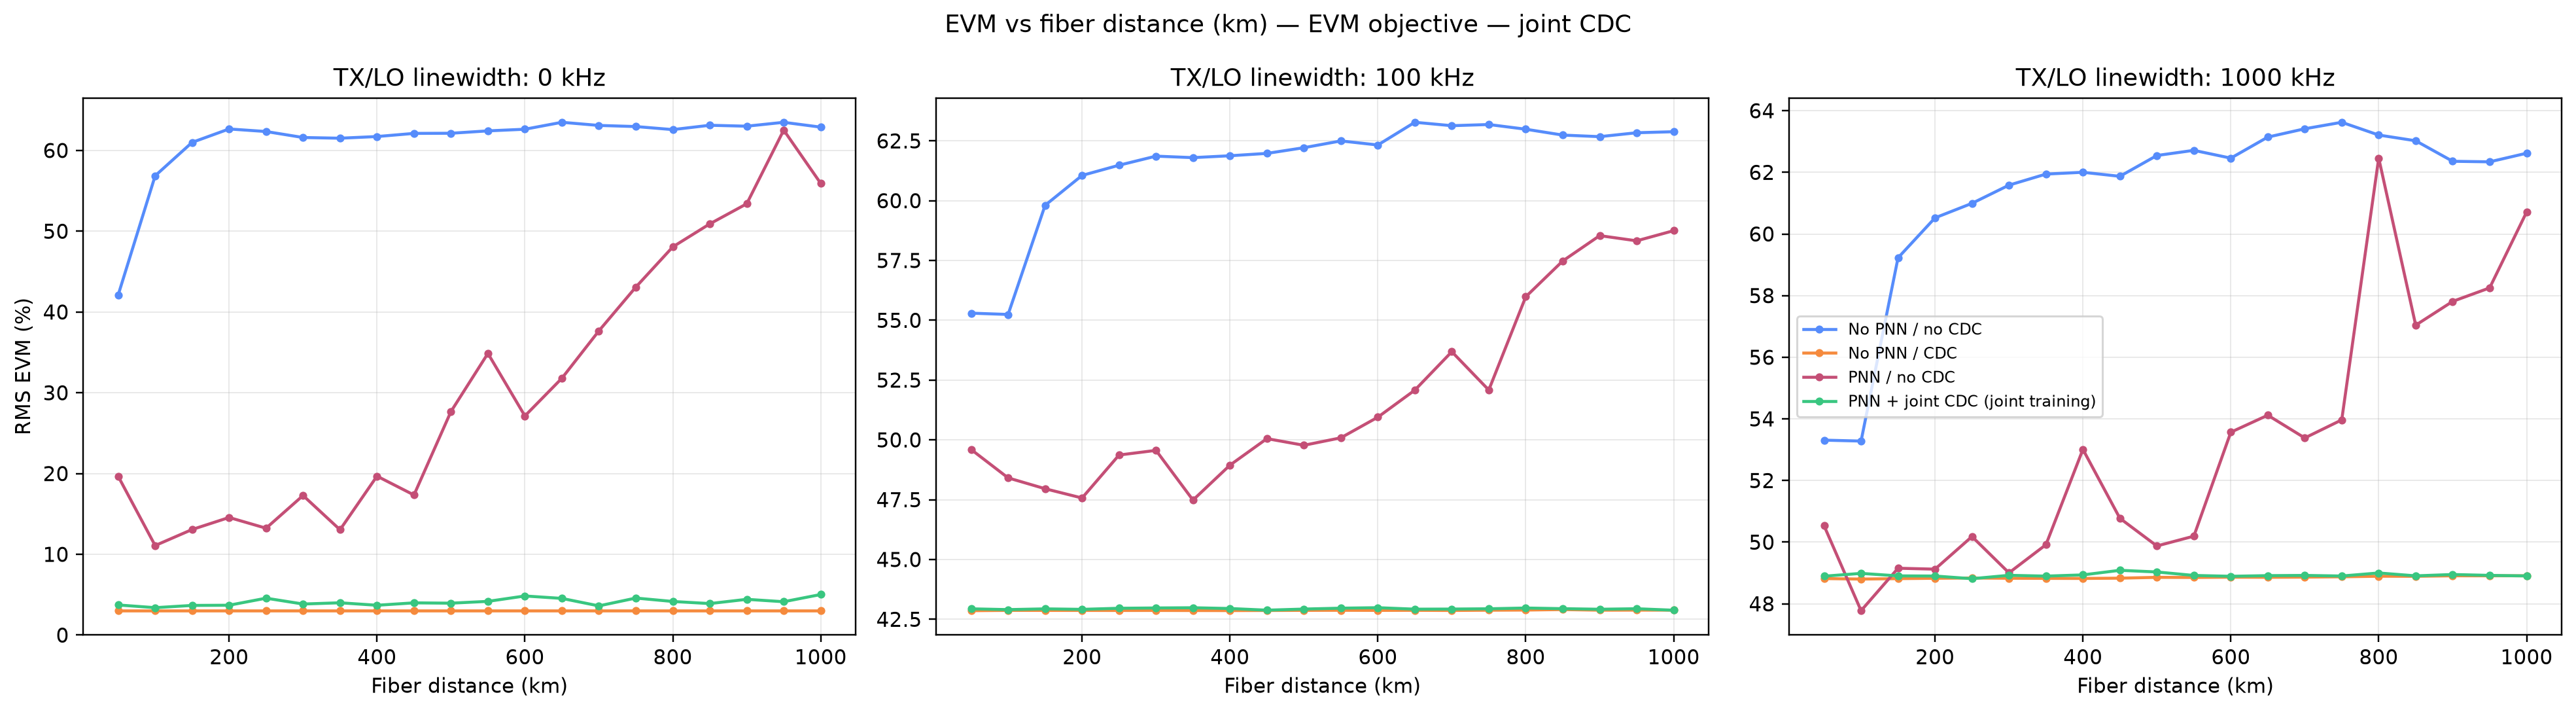 EVM vs fiber distance (km) — EVM objective — joint CDC
TX/LO linewidth: 0 kHz
RMS EVM (%)
60
50
40
30
20
10
0
200 400 600 800 1000
Fiber distance (km)
TX/LO linewidth: 100 kHz
62.5
60.0
57.5
55.0
52.5
50.0
47.5
45.0
42.5
200 400 600 800 1000
Fiber distance (km)
TX/LO linewidth: 1000 kHz
64
62
60
58
56
54
52
50
48
No PNN / no CDC
No PNN / CDC
PNN / no CDC
PNN + joint CDC (joint training)
200 400 600 800 1000
Fiber distance (km)